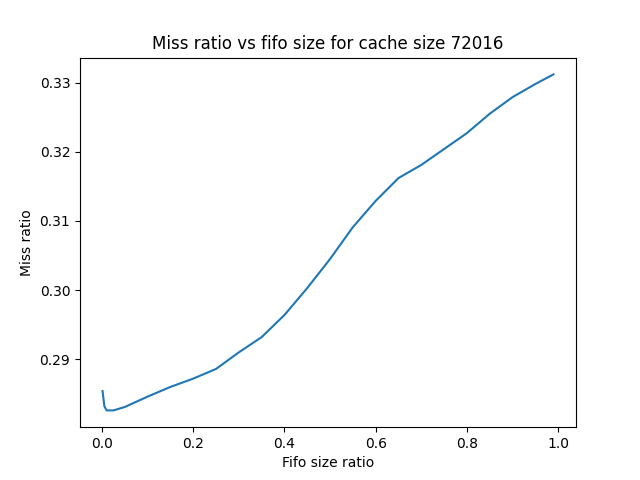 Miss ratio vs fifo size for cache size 72016
0.33
0.32
0.31
0.30
0.29
Miss ratio
0.0 0.2 0.4 0.6 0.8 1.0
Fifo size ratio